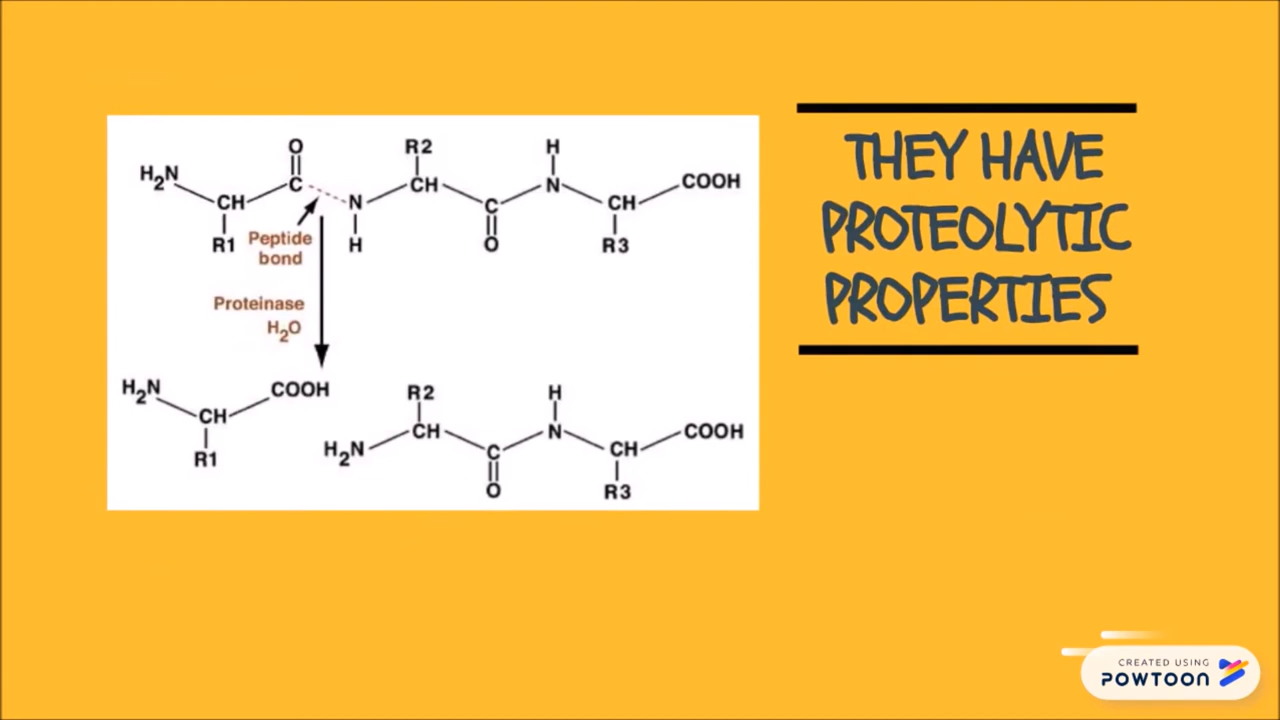 THEY HAVE
PROTEOLYTIC
PROPERTIES
O
R2
H
H₂N
C
CH
N
COOH
CH
N
C
CH
R1
Peptide
bond
H
O
R3
Proteinase
H₂O
H₂N
COOH
R2
H
CH
CH
N
COOH
R1
H₂N
C
CH
O
R3
CREATED USING
POWTOON